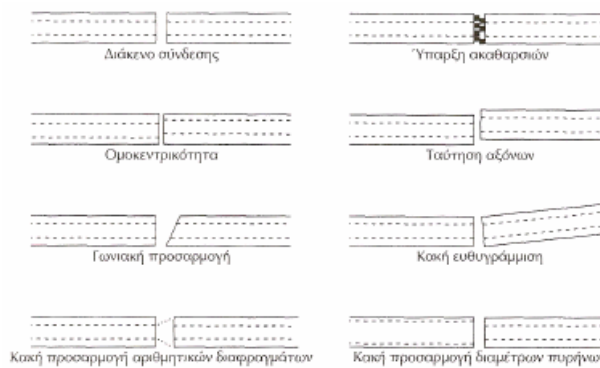 Διάκενο σύνδεσης
Ύπαρξη ακαθαρσιών
Ομοκεντρικότητα
Ταύτηση αξόνων
Γωνιακή προσαρμογή
Κακή ευθυγράμμιση
Κακή προσαρμογή αριθμητικών διαφραγμάτων
Κακή προσαρμογή διαμέτρων πυρήνων